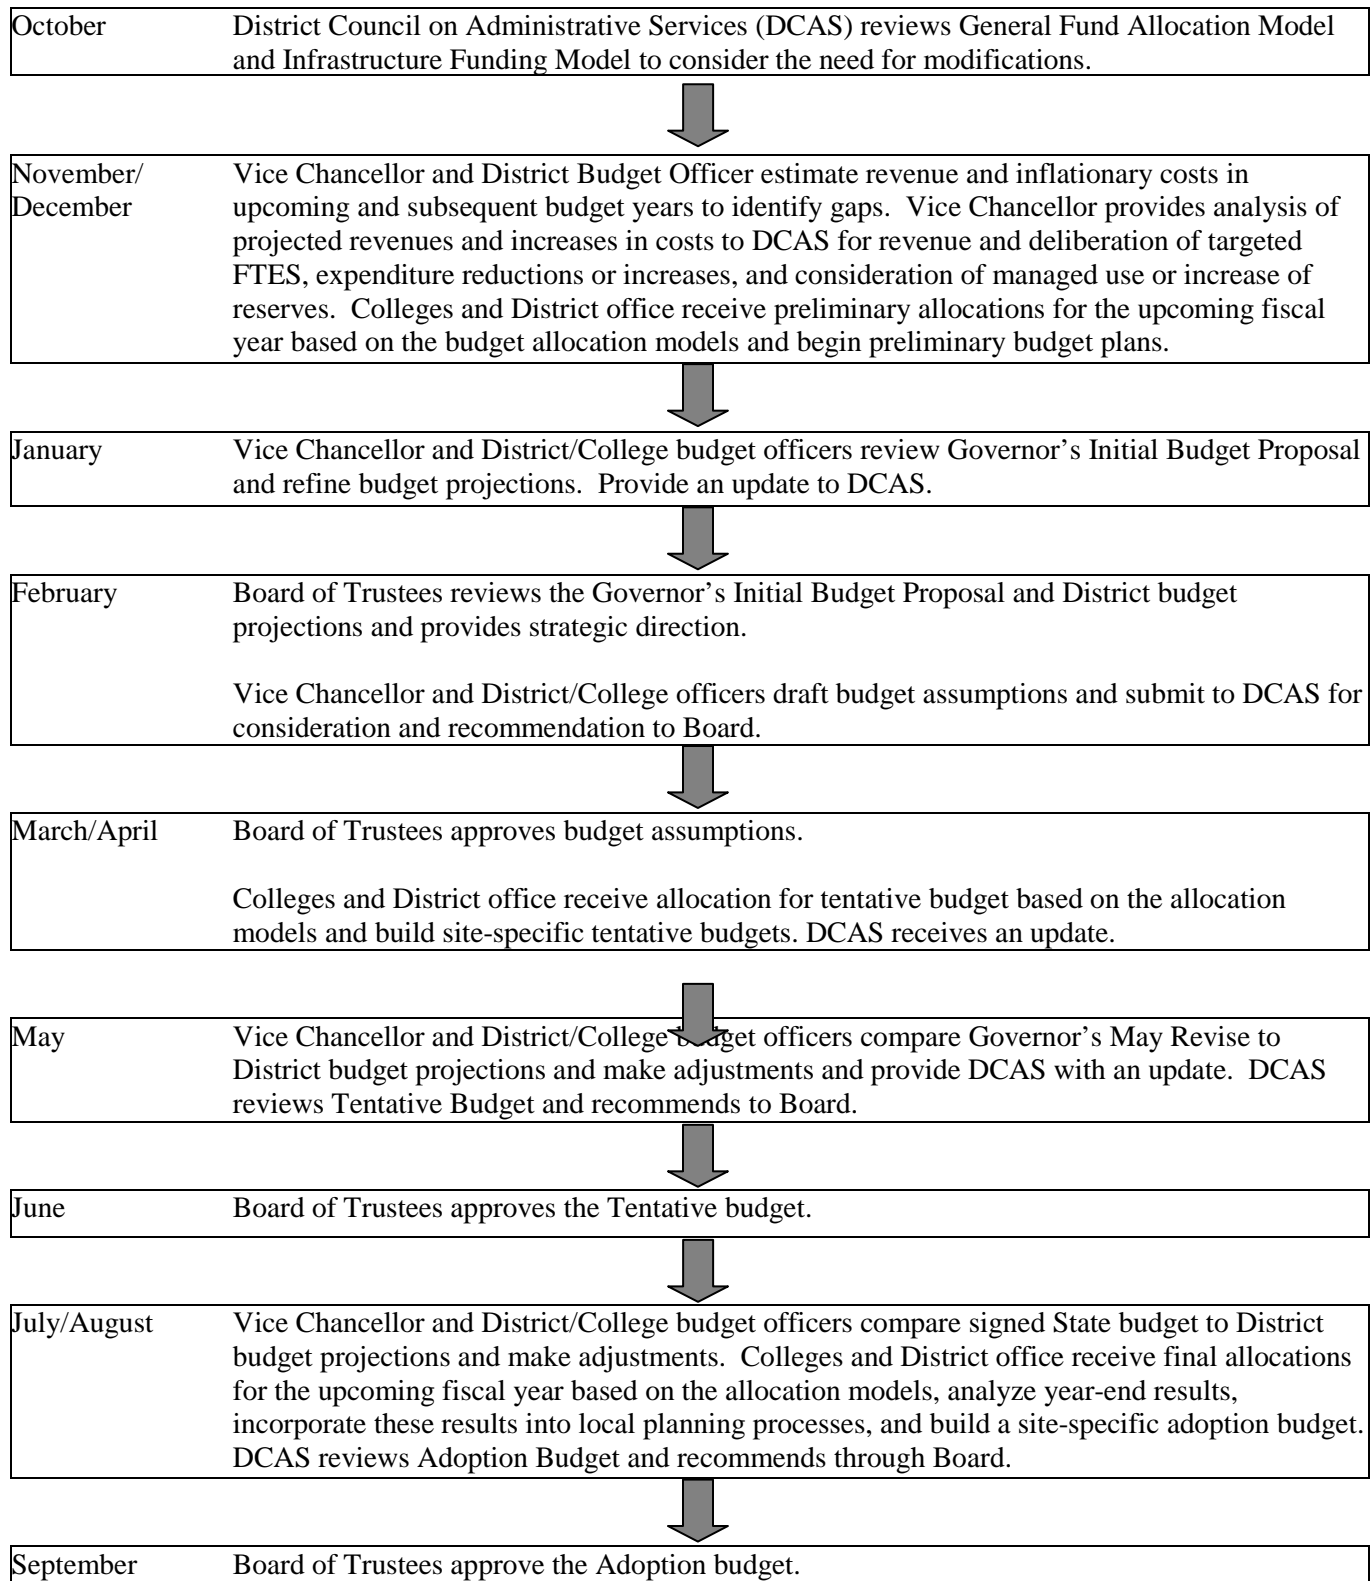 October District Council on Administrative Services (DCAS) reviews General Fund Allocation Model
and Infrastructure Funding Model to consider the need for modifications.
November/ Vice Chancellor and District Budget Officer estimate revenue and inflationary costs in
December upcoming and subsequent budget years to identify gaps. Vice Chancellor provides analysis of
projected revenues and increases in costs to DCAS for revenue and deliberation of targeted
FTES, expenditure reductions or increases, and consideration of managed use or increase of
reserves. Colleges and District office receive preliminary allocations for the upcoming fiscal
year based on the budget allocation models and begin preliminary budget plans.
January Vice Chancellor and District/College budget officers review Governor's Initial Budget Proposal
and refine budget projections. Provide an update to DCAS.
February Board of Trustees reviews the Governor's Initial Budget Proposal and District budget
projections and provides strategic direction.
Vice Chancellor and District/College officers draft budget assumptions and submit to DCAS for
consideration and recommendation to Board.
March/April Board of Trustees approves budget assumptions.
Colleges and District office receive allocation for tentative budget based on the allocation
models and build site-specific tentative budgets. DCAS receives an update.
May Vice Chancellor and District/College budget officers compare Governor's May Revise to
District budget projections and make adjustments and provide DCAS with an update. DCAS
reviews Tentative Budget and recommends to Board.
June Board of Trustees approves the Tentative budget.
July/August Vice Chancellor and District/College budget officers compare signed State budget to District
budget projections and make adjustments. Colleges and District office receive final allocations
for the upcoming fiscal year based on the allocation models, analyze year-end results,
incorporate these results into local planning processes, and build a site-specific adoption budget.
DCAS reviews Adoption Budget and recommends through Board.
September Board of Trustees approve the Adoption budget.